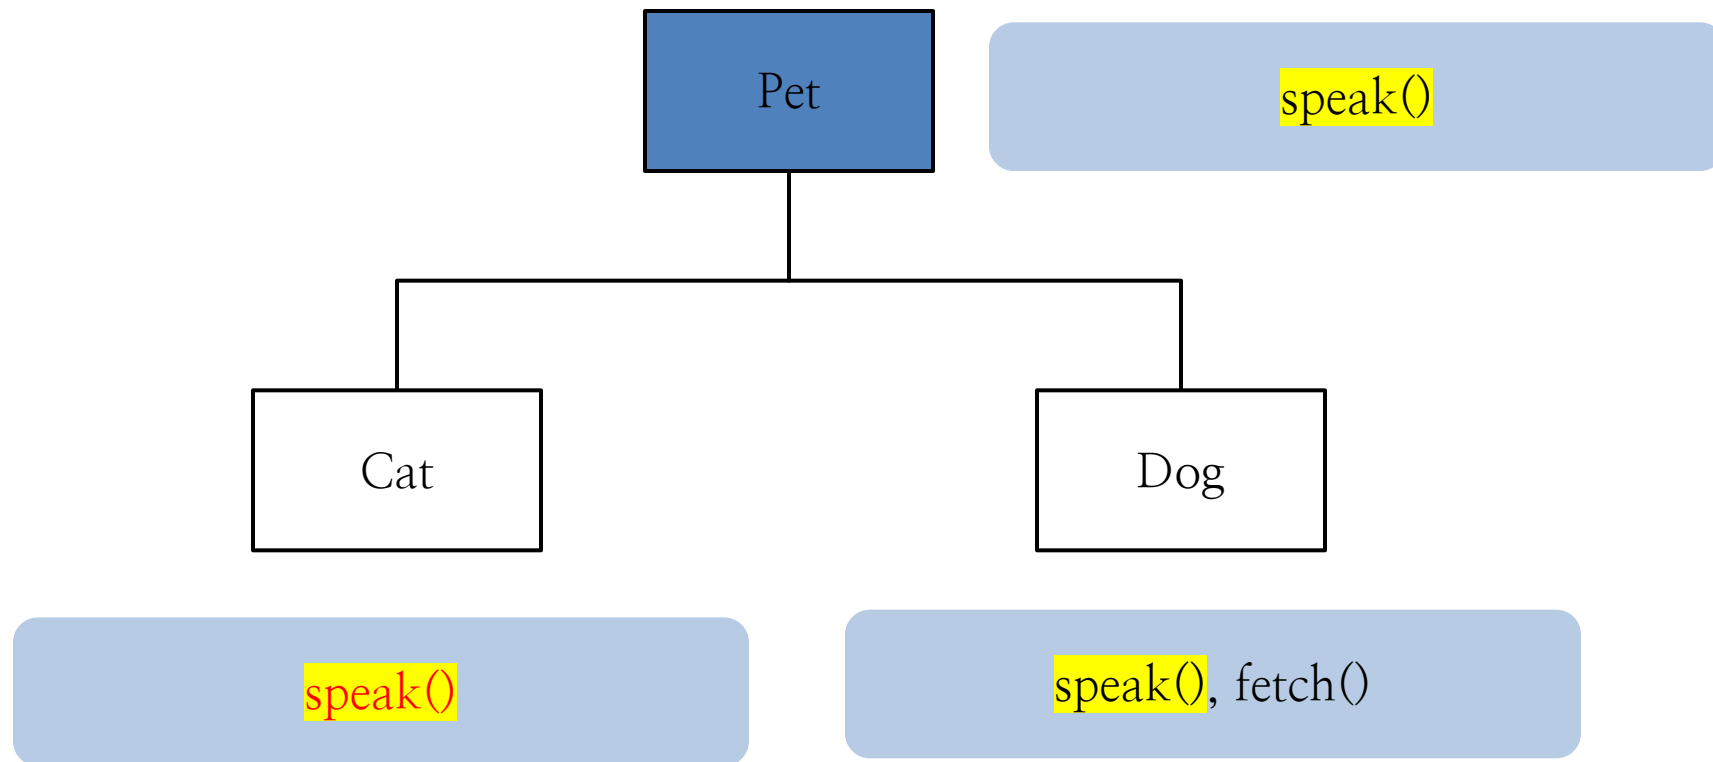 Pet
speak()
Cat
Dog
speak()
speak(), fetch()